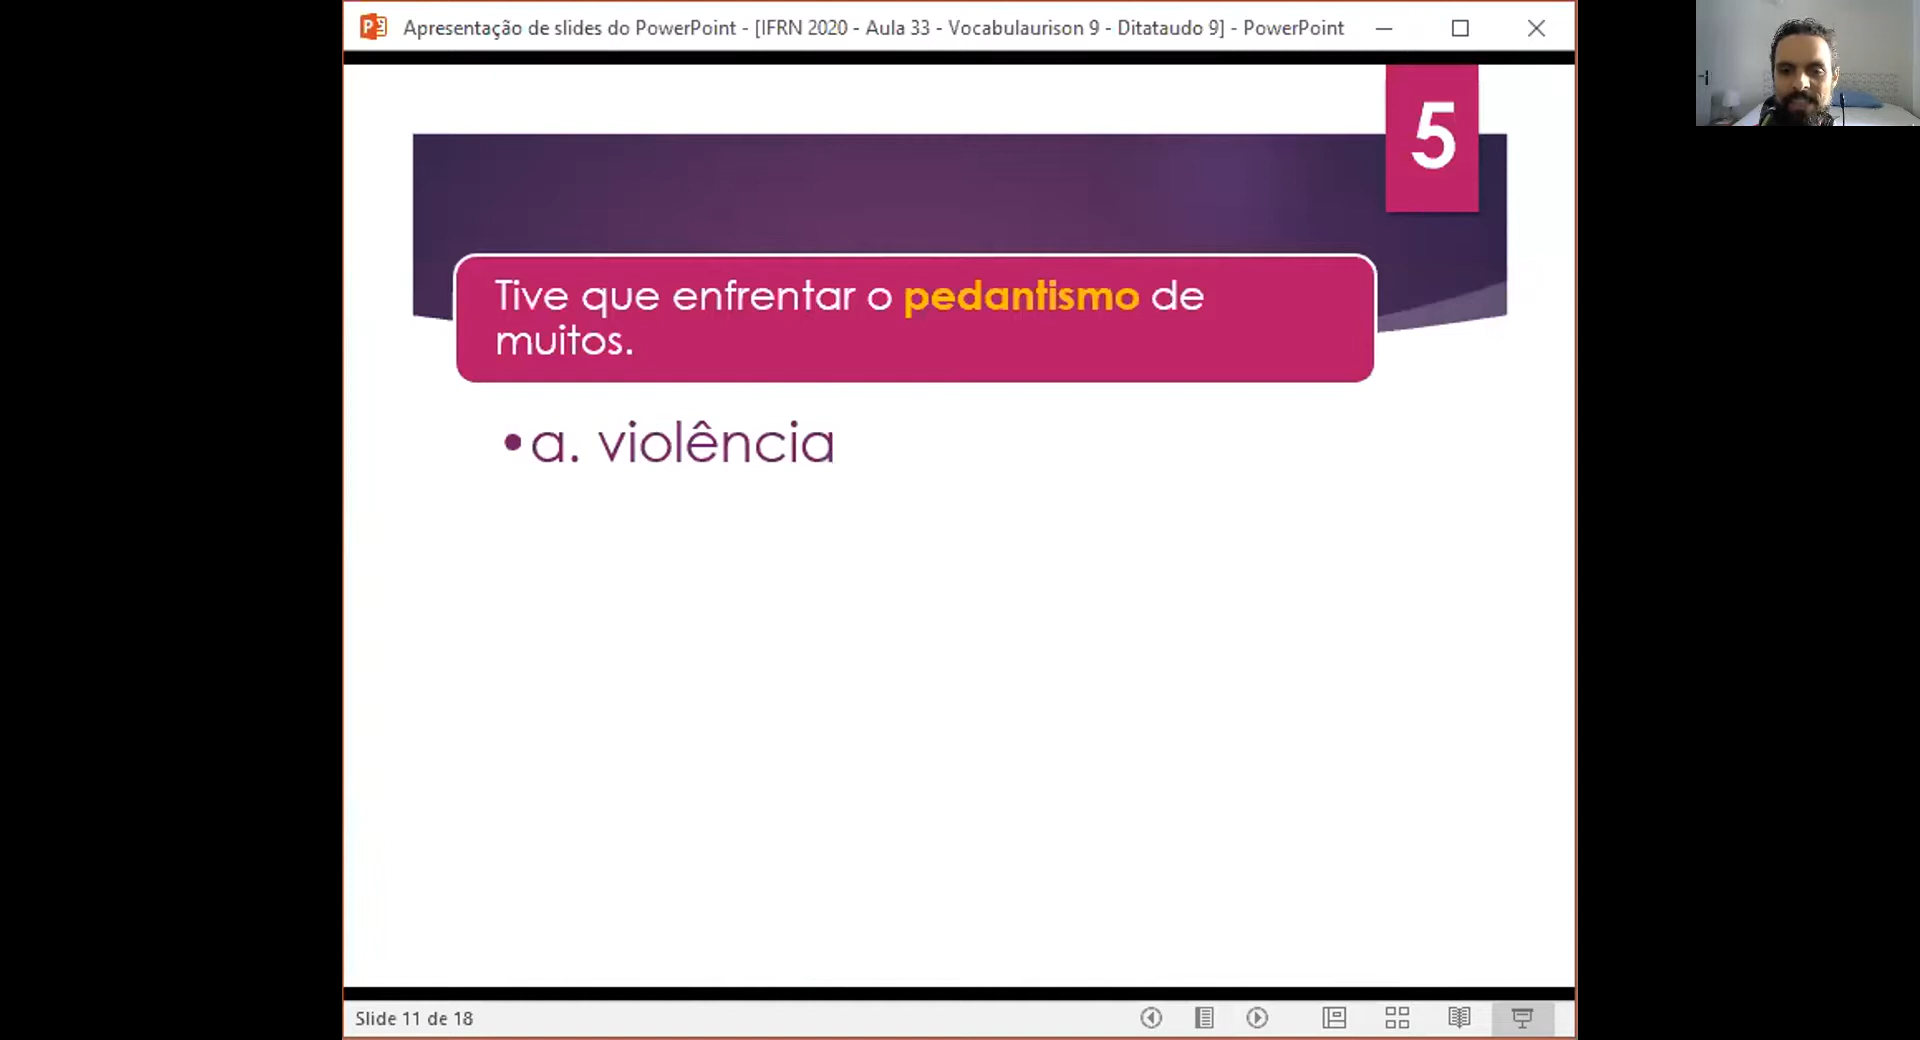 Apresentação de slides do PowerPoint - [IFRN 2020 - Aula 33 - Vocabulaurison 9 - Ditataudo 9] - PowerPoint
5
Tive que enfrentar o pedantismo de
muitos.
•a. violência
Slide 11 de 18